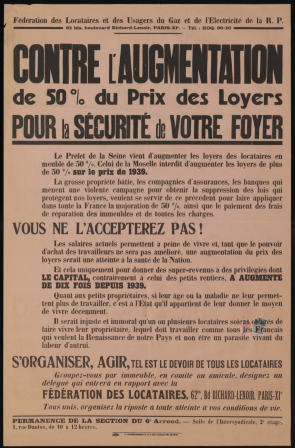 Fédération des Locataires et des Usagers du Gaz et de l'Electricité de la R. P.
62 bis, boulevard Richard-Lenoir, PARIS-XIe. - Tél : ROQ.
CONTRE L'AUGMENTATION
de 50 % du Prix des Loyers
POUR la SÉCURITÉ de VOTRE FOYER
Le Préfet de la Seine vient d'augmenter les loyers des locataires en
meublé de 50 %. Celui de la Moselle interdit d'augmenter les loyers de plus
de 50 % sur le prix de 1939.
La grosse propriété bâtie, les compagnies d'assurances, les banques qui
mènent une violente campagne pour obtenir la suppression des lois qui
protègent nos loyers, veulent se servir de ce précédent pour faire appliquer
dans toute la France la majoration de 50 %, ainsi que le paiement des frais
de réparation des immeubles et de toutes les charges.
VOUS NE L'ACCEPTEREZ PAS !
Les salaires actuels permettent à peine de vivre et, tant que le pouvoir
d'achat des travailleurs ne sera pas amélioré, une augmentation du prix des
loyers serait une atteinte à la santé de la Nation.
Et cela uniquement pour donner des super-revenus à des privilégiés dont
LE CAPITAL, contrairement à celui des petits rentiers, A AUGMENTÉ
DE DIX FOIS DEPUIS 1939.
Quant aux petits propriétaires, si leur âge ou la maladie ne leur permet-
tent plus de travailler, c'est à l'Etat qu'il appartient de leur donner le moyen
de vivre décemment.
Il serait injuste et immoral qu'un ou plusieurs locataires soient obligés de
faire vivre leur propriétaire, lequel doit travailler comme tous les Français
qui veulent la Renaissance de notre Pays et non être un parasite vivant du
labeur d'autrui.
S'ORGANISER, AGIR, TEL EST LE DEVOIR DE TOUS LES LOCATAIRES
Groupez-vous par immeuble, en comité ou amicale, désignez un
délégué qui entrera en rapport avec la
FÉDÉRATION DES LOCATAIRES, 62bis, Bd RICHARD-LENOIR, PARIS-XIe
Tous unis, organisez la riposte à toute atteinte à vos conditions de vie.
PERMANENCE DE LA SECTION DU 6e Arrond. - Salle de l'Intersyndicale, 2e étage,
1, rue Danton, de 10 à 12 heures.